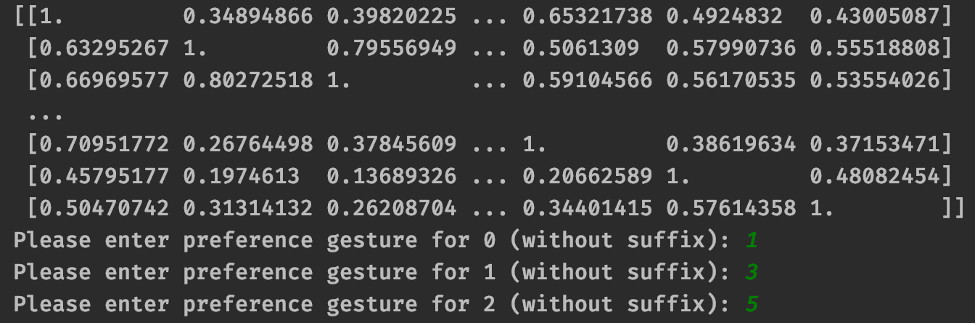 [[1.         0.34894866 0.39820225 ... 0.65321738 0.4924832  0.43005087]
 [0.63295267 1.         0.79556949 ... 0.5061309  0.57990736 0.55518808]
 [0.66969577 0.80272518 1.         ... 0.59104566 0.56170535 0.53554026]
 ...
 [0.70951772 0.26764498 0.37845609 ... 1.         0.38619634 0.37153471]
 [0.45795177 0.1974613  0.13689326 ... 0.20662589 1.         0.48082454]
 [0.50470742 0.31314132 0.26208704 ... 0.34401415 0.57614358 1.        ]]
Please enter preference gesture for 0 (without suffix): 1
Please enter preference gesture for 1 (without suffix): 3
Please enter preference gesture for 2 (without suffix): 5